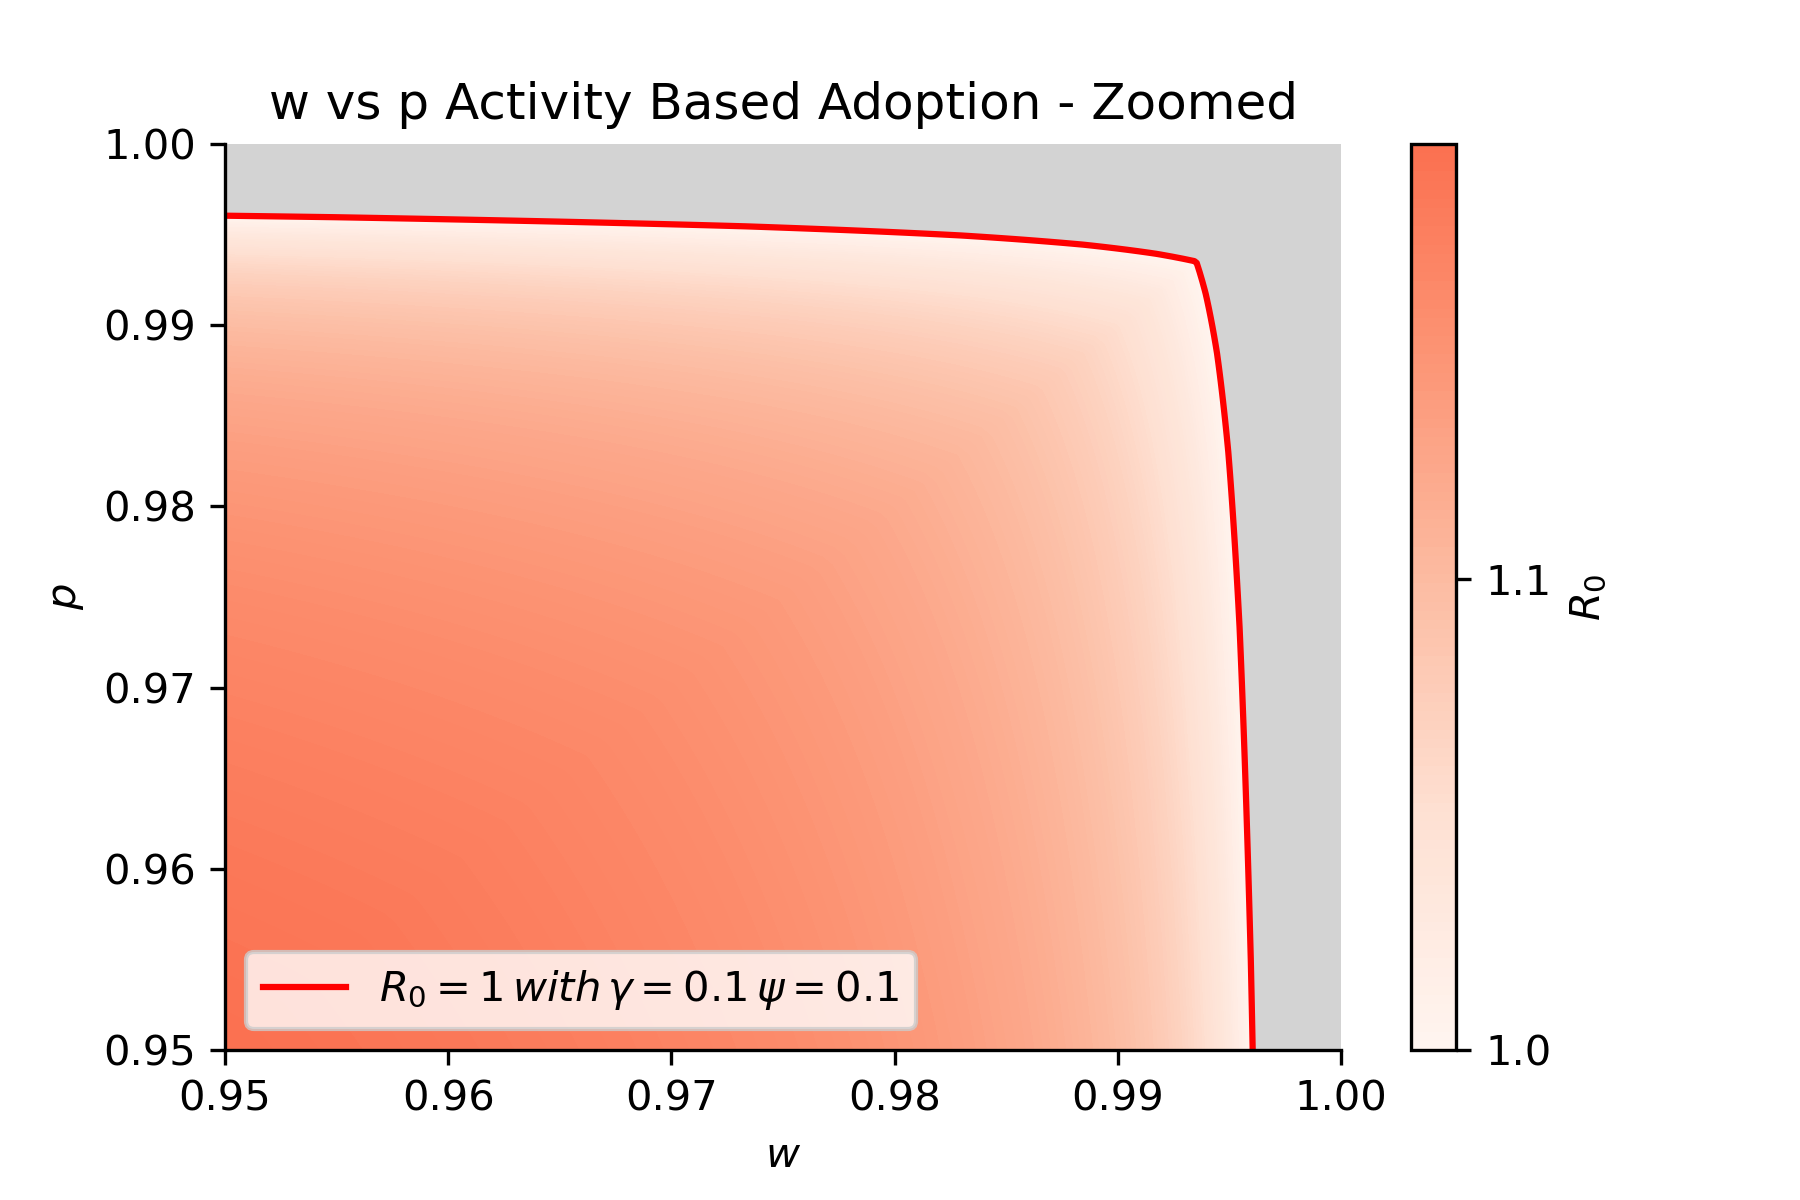 w vs p Activity Based Adoption - Zoomed
1.00
0.99
0.98
0.97
0.96
0.95
p
0.95 0.96 0.97 0.98 0.99 1.00
w
R₀ = 1 with γ = 0.1 ψ = 0.1
1.1
1.0
R₀